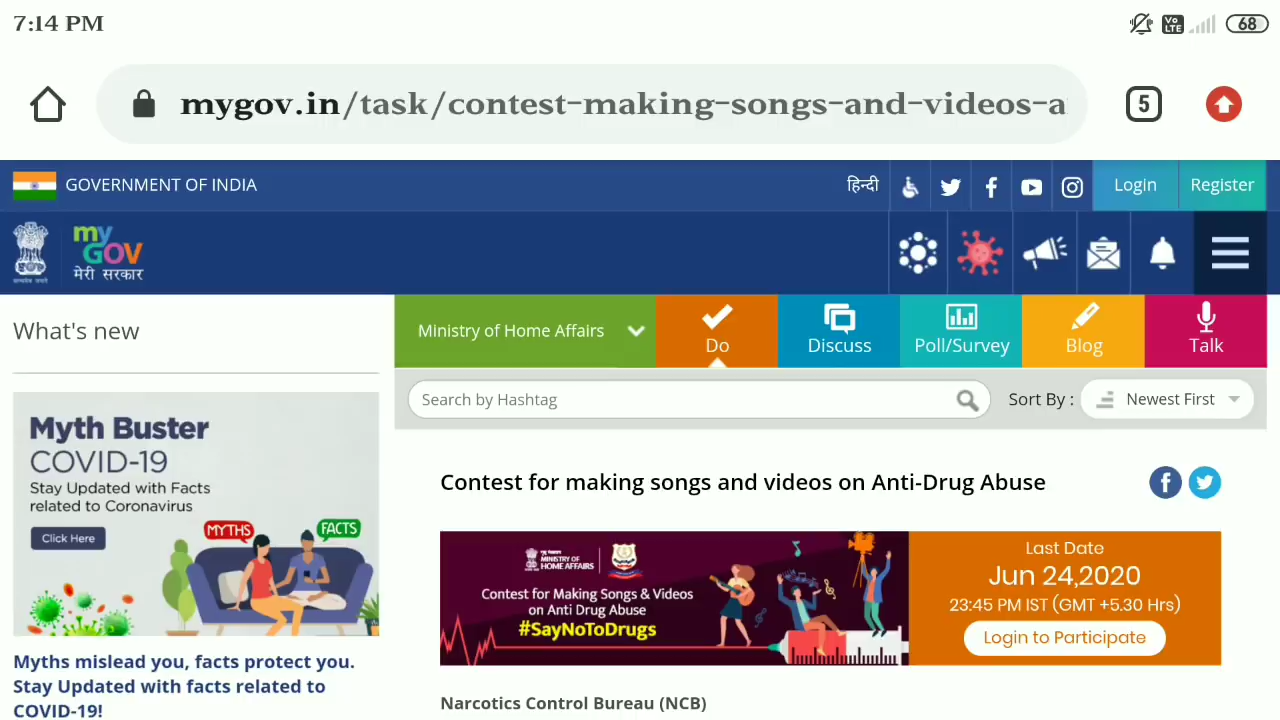 7:14 PM
Vo LTE
68
mygov.in/task/contest-making-songs-and-videos-a
5
GOVERNMENT OF INDIA
हिन्दी
Login
Register
my
GOV
मेरी सरकार
What's new
Ministry of Home Affairs
Do
Discuss
Poll/Survey
Blog
Talk
Search by Hashtag
Sort By :
Newest First
Myth Buster
COVID-19
Stay Updated with Facts
related to Coronavirus
Click Here
MYTHS
FACTS
Myths mislead you, facts protect you.
Stay Updated with facts related to
COVID-19!
Contest for making songs and videos on Anti-Drug Abuse
MINISTRY OF
HOME AFFAIRS
Contest for Making Songs & Videos
on Anti Drug Abuse
#SayNoToDrugs
Last Date
Jun 24,2020
23:45 PM IST (GMT +5.30 Hrs)
Login to Participate
Narcotics Control Bureau (NCB)